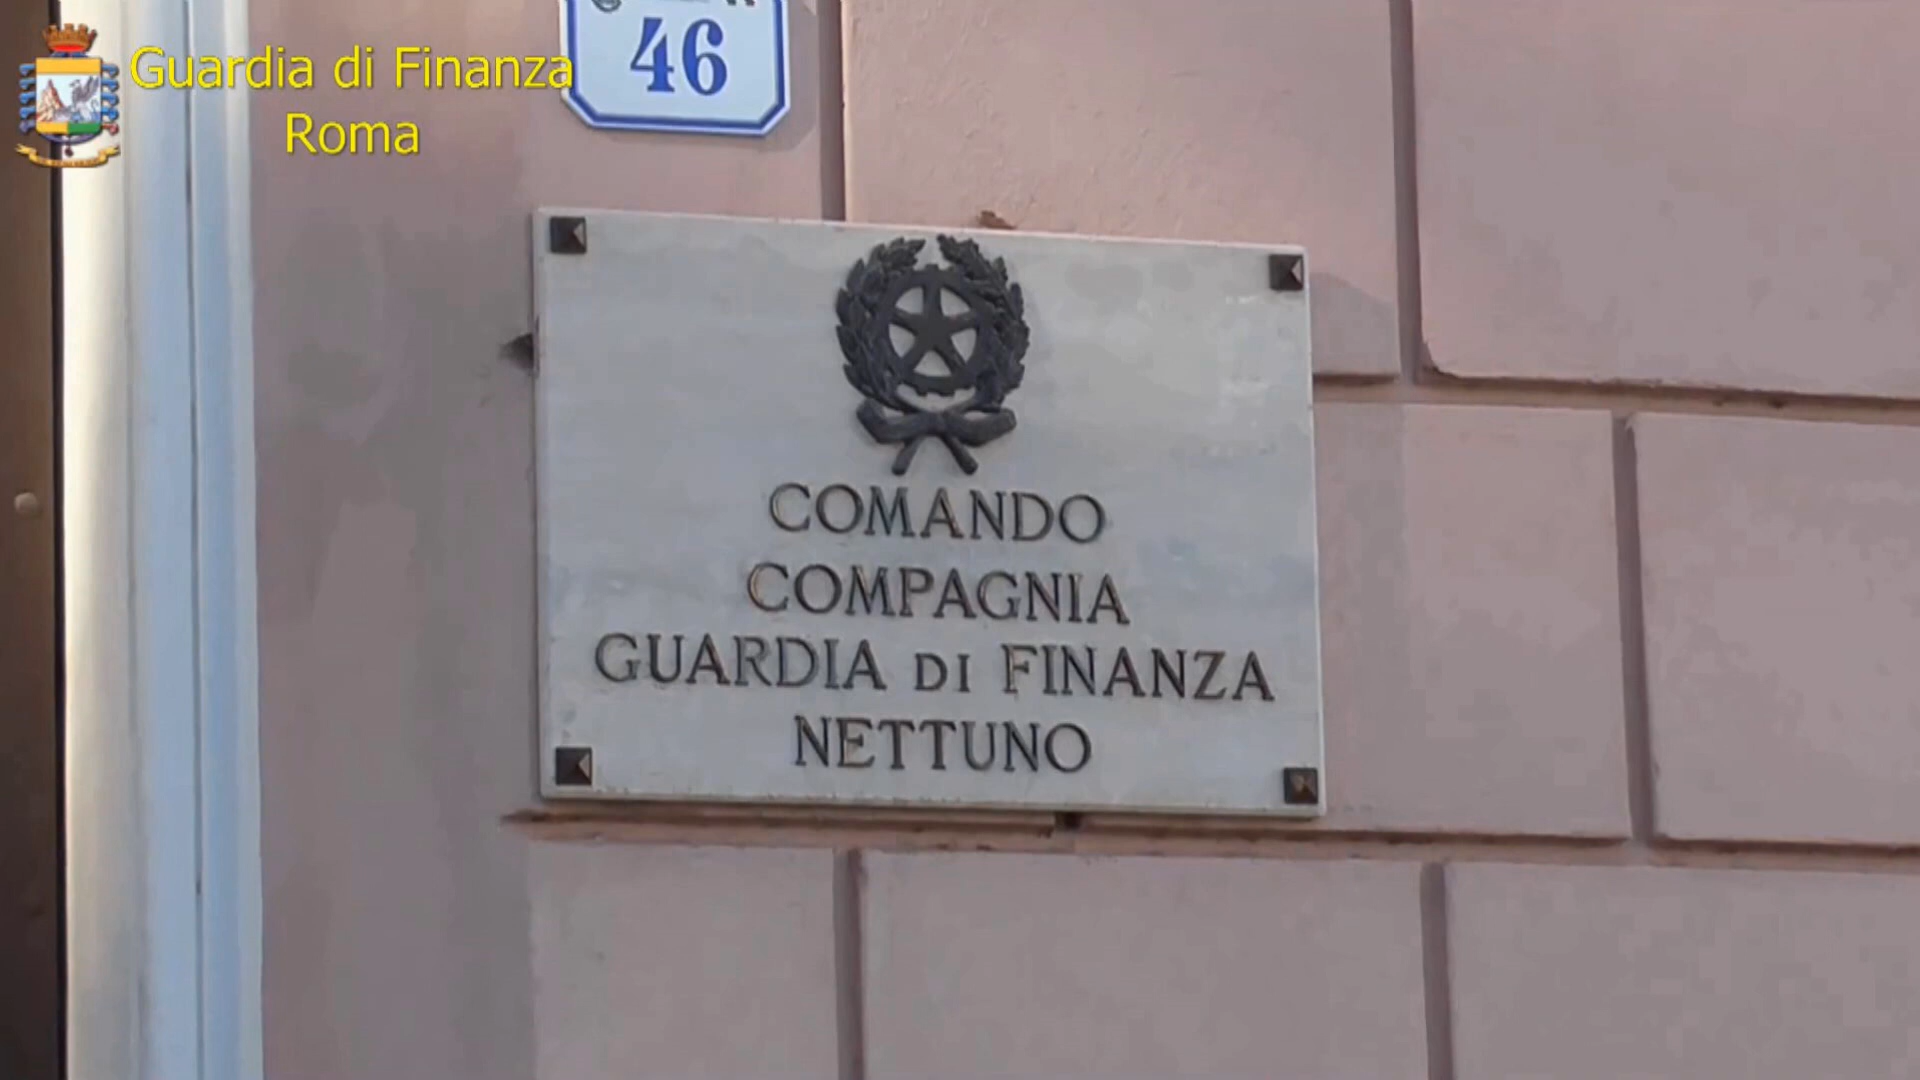 Guardia di Finanza
Roma
46
COMANDO
COMPAGNIA
GUARDIA DI FINANZA
NETTUNO